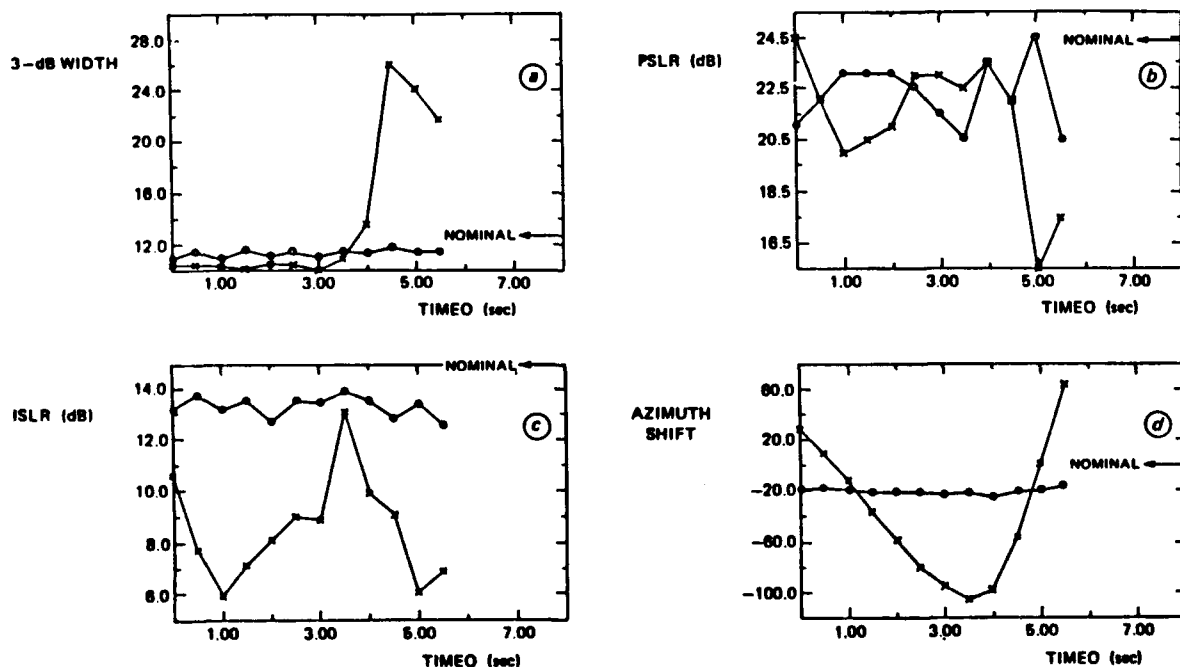 3-dB WIDTH
28.0
24.0
20.0
16.0
12.0
a
NOMINAL
1.00 3.00 5.00 7.00
TIMEO (sec)
PSLR (dB)
24.5
22.5
20.5
18.5
16.5
NOMINAL
b
1.00 3.00 5.00 7.00
TIMEO (sec)
ISLR (dB)
14.0
12.0
10.0
8.0
6.0
NOMINAL
c
1.00 3.00 5.00 7.00
TIMEO (sec)
AZIMUTH
SHIFT
60.0
20.0
-20.0
-60.0
-100.0
d
NOMINAL
1.00 3.00 5.00 7.00
TIMEO (sec)